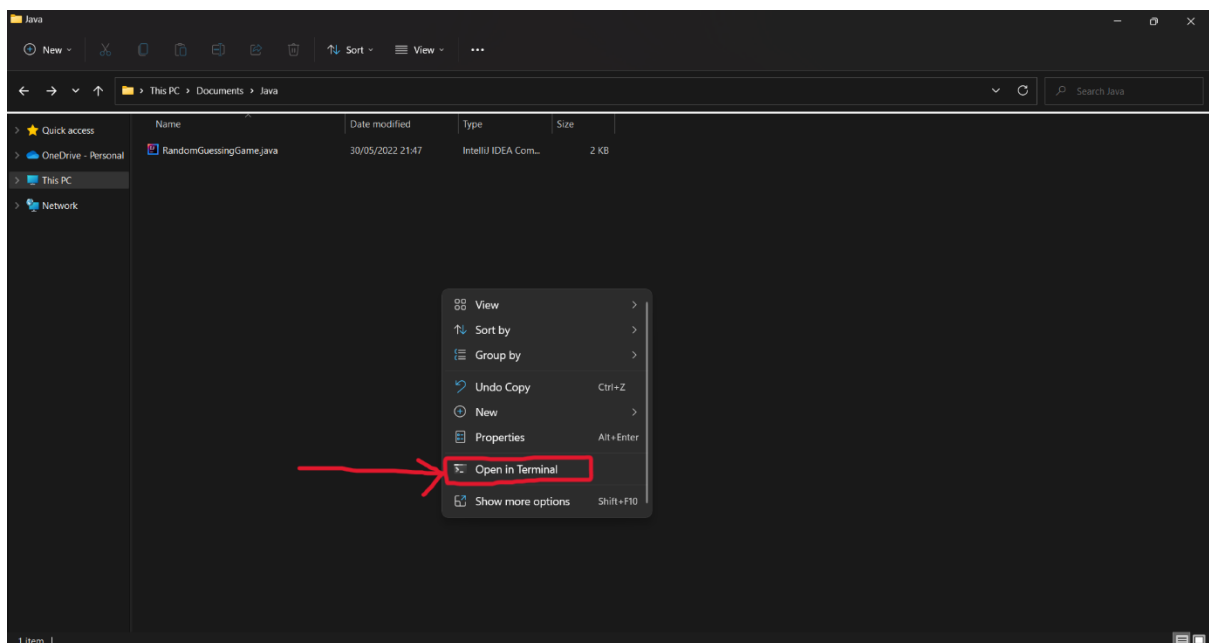 Java
New Sort View ...
This PC > Documents > Java Search Java
Name Date modified Type Size
Quick access
RandomGuessingGame.java 30/05/2022 21:47 IntelliJ IDEA Com... 2 KB
OneDrive - Personal
This PC
Network
View
Sort by
Group by
Undo Copy Ctrl+Z
New
Properties Alt+Enter
Open in Terminal
Show more options Shift+F10
1 item